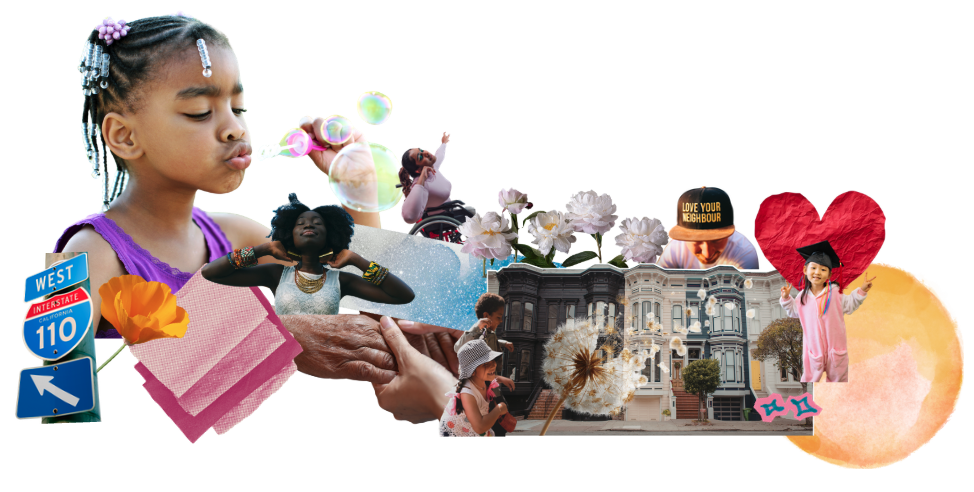 WEST
INTERSTATE
CALIFORNIA
110
LOVE YOUR
NEIGHBOUR